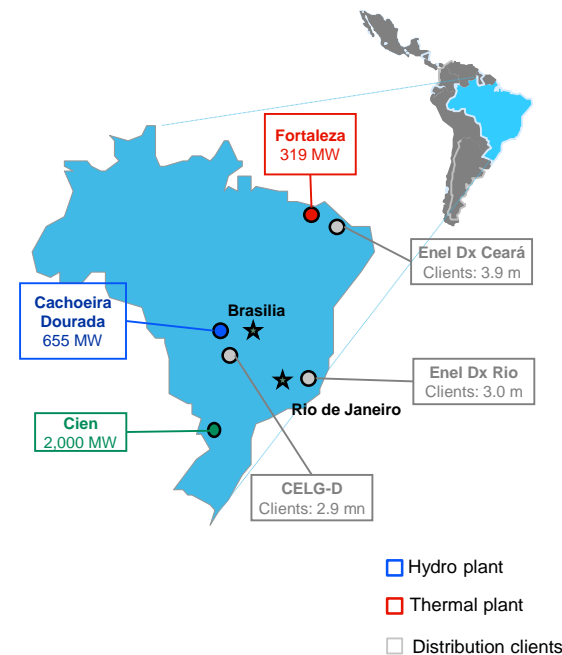 Fortaleza
319 MW
Enel Dx Ceará
Clients: 3.9 m
Cachoeira
Dourada
655 MW
Brasilia
Enel Dx Rio
Clients: 3.0 m
Rio de Janeiro
Cien
2,000 MW
CELG-D
Clients: 2.9 mn
Hydro plant
Thermal plant
Distribution clients